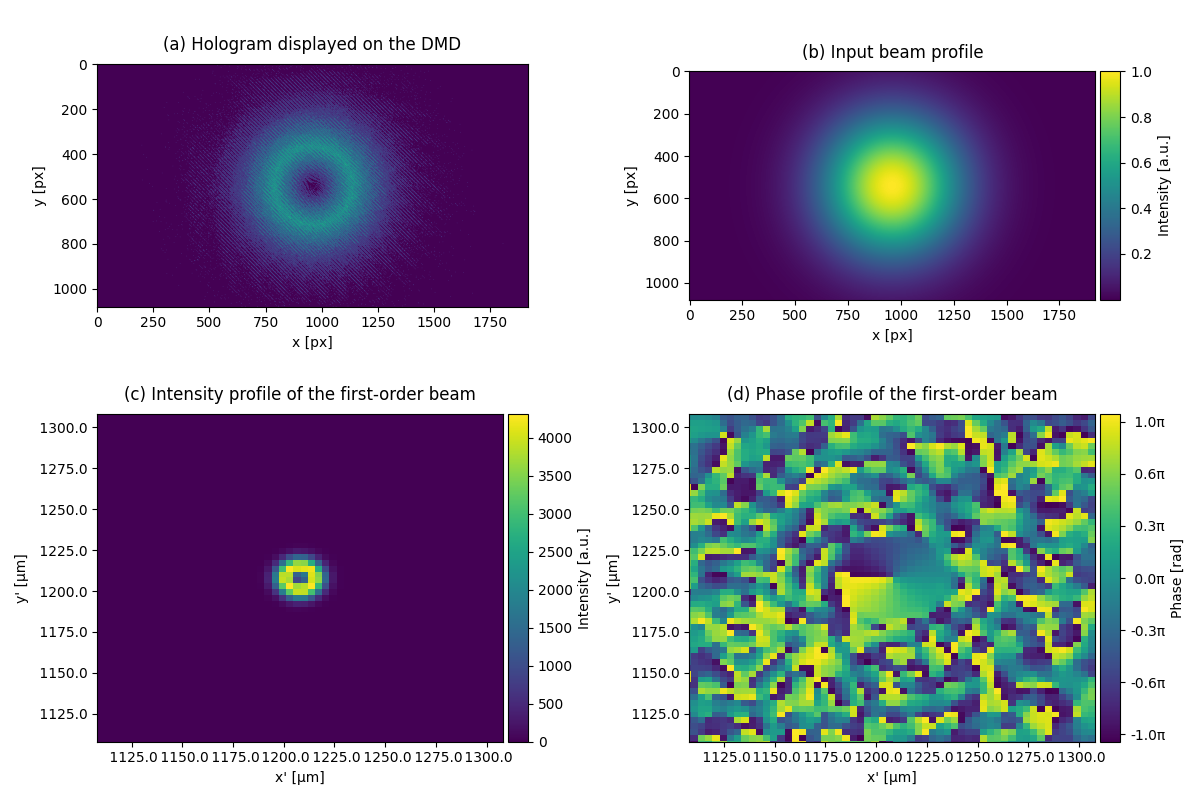 (a) Hologram displayed on the DMD
0
200
400
600
800
1000
y [px]
0 250 500 750 1000 1250 1500 1750
x [px]
(b) Input beam profile
0
200
400
600
800
1000
y [px]
0 250 500 750 1000 1250 1500 1750
x [px]
1.0
0.8
0.6
0.4
0.2
Intensity [a.u.]
(c) Intensity profile of the first-order beam
1300.0
1275.0
1250.0
1225.0
1200.0
1175.0
1150.0
1125.0
y' [µm]
1125.0 1150.0 1175.0 1200.0 1225.0 1250.0 1275.0 1300.0
x' [µm]
4000
3500
3000
2500
2000
1500
1000
500
0
Intensity [a.u.]
(d) Phase profile of the first-order beam
1300.0
1275.0
1250.0
1225.0
1200.0
1175.0
1150.0
1125.0
y' [µm]
1125.0 1150.0 1175.0 1200.0 1225.0 1250.0 1275.0 1300.0
x' [µm]
1.0π
0.6π
0.3π
0.0π
-0.3π
-0.6π
-1.0π
Phase [rad]